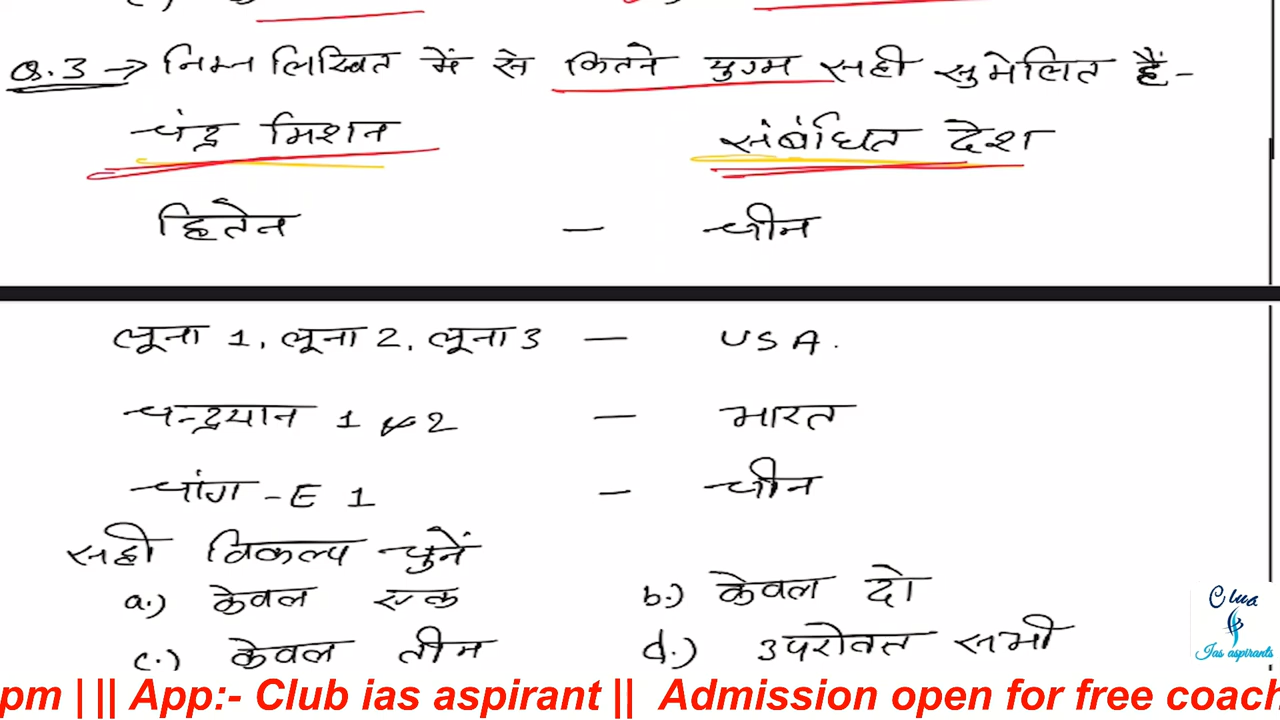 Q.3 → निम्न लिखित में से कितने युग्म सही सुमेलित हैं -
चंद्र मिशन संबंधित देश
हितेन - चीन
लूना 1, लूना 2, लूना 3 - USA.
चन्द्रयान 1 & 2 - भारत
चांग - E 1 - चीन
सही विकल्प चुनें
a.) केवल एक b.) केवल दो
c.) केवल तीन d.) उपरोक्त सभी
Club
Ias aspirants
pm | || App:- Club ias aspirant || Admission open for free coach